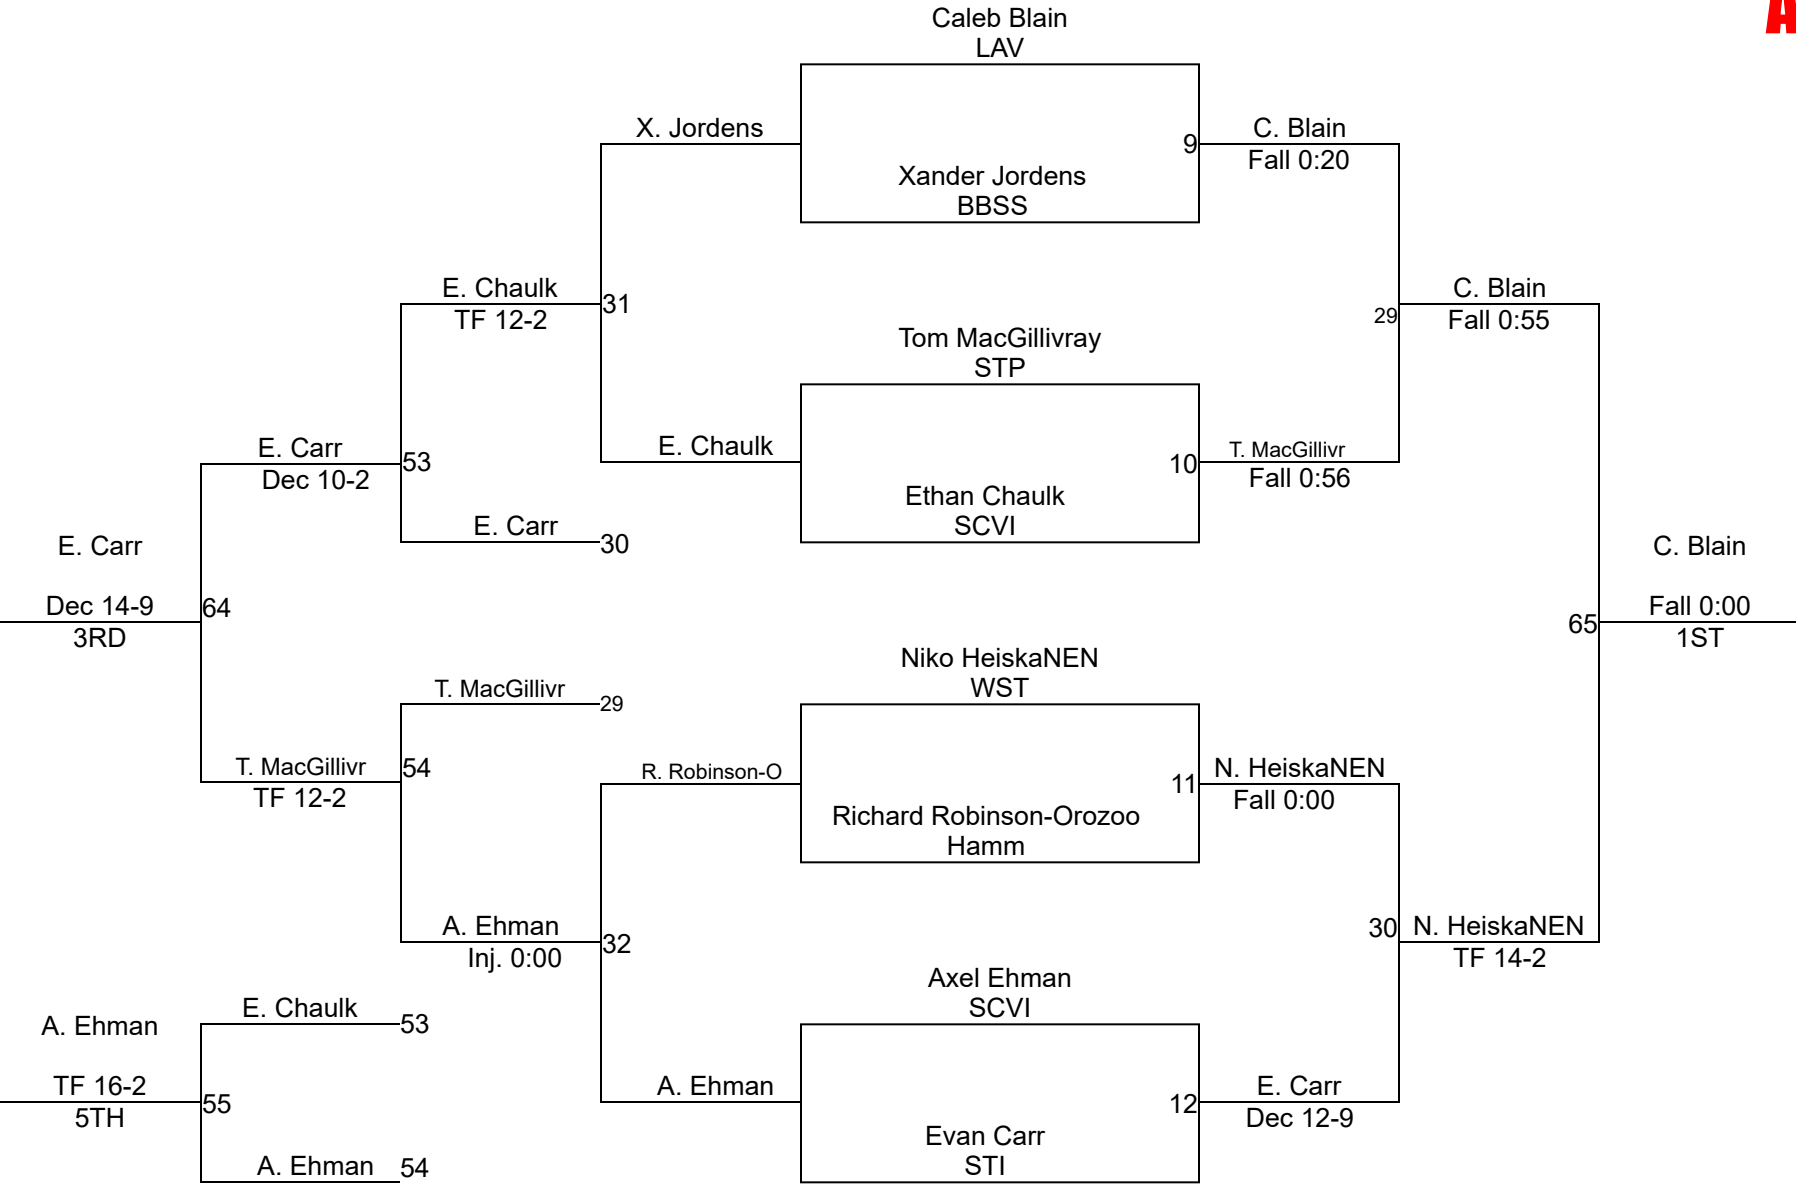 A
Caleb Blain
LAV
X. Jordens
9
C. Blain
Fall 0:20
Xander Jordens
BBSS
E. Chaulk
TF 12-2
31
C. Blain
Fall 0:55
29
Tom MacGillivray
STP
E. Carr
Dec 10-2
53
E. Chaulk
10
T. MacGillivr
Fall 0:56
Ethan Chaulk
SCVI
E. Carr
30
E. Carr
Dec 14-9
3RD
64
C. Blain
Fall 0:00
1ST
65
Niko HeiskaNEN
WST
T. MacGillivr
29
T. MacGillivr
TF 12-2
54
R. Robinson-O
11
N. HeiskaNEN
Fall 0:00
Richard Robinson-Orozoo
Hamm
A. Ehman
Inj. 0:00
32
30
N. HeiskaNEN
TF 14-2
Axel Ehman
SCVI
E. Chaulk
53
A. Ehman
TF 16-2
5TH
55
A. Ehman
12
E. Carr
Dec 12-9
Evan Carr
STI
A. Ehman
54